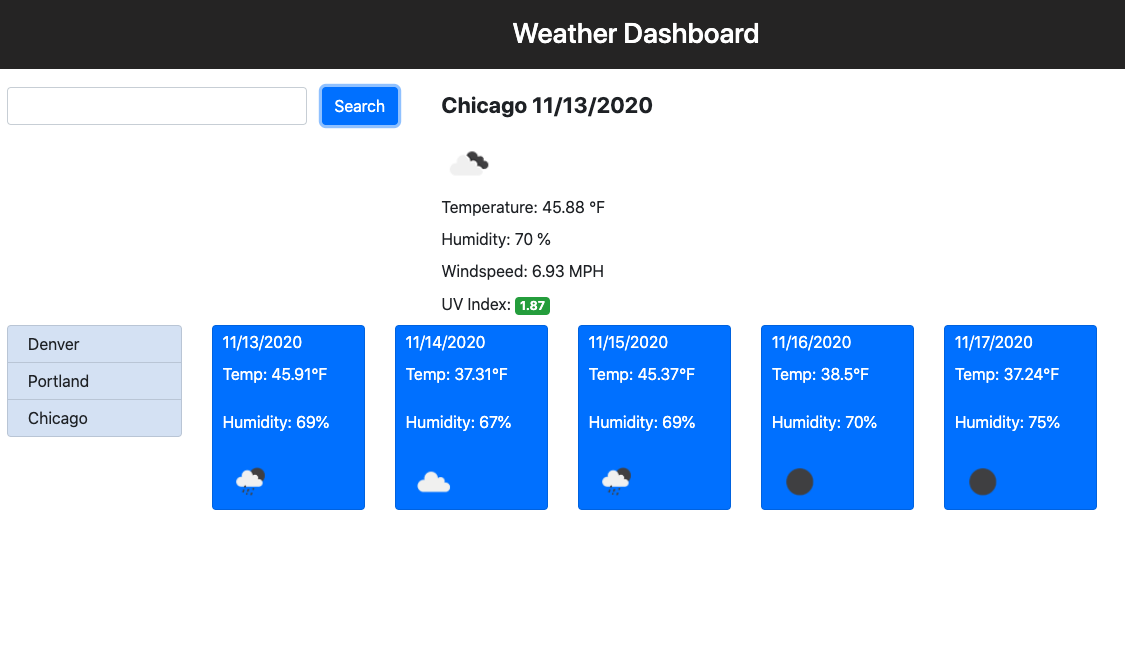 Weather Dashboard
Search
Chicago 11/13/2020
Temperature: 45.88 °F
Humidity: 70 %
Windspeed: 6.93 MPH
UV Index: 1.87
Denver
Portland
Chicago
11/13/2020
Temp: 45.91°F
Humidity: 69%
11/14/2020
Temp: 37.31°F
Humidity: 67%
11/15/2020
Temp: 45.37°F
Humidity: 69%
11/16/2020
Temp: 38.5°F
Humidity: 70%
11/17/2020
Temp: 37.24°F
Humidity: 75%